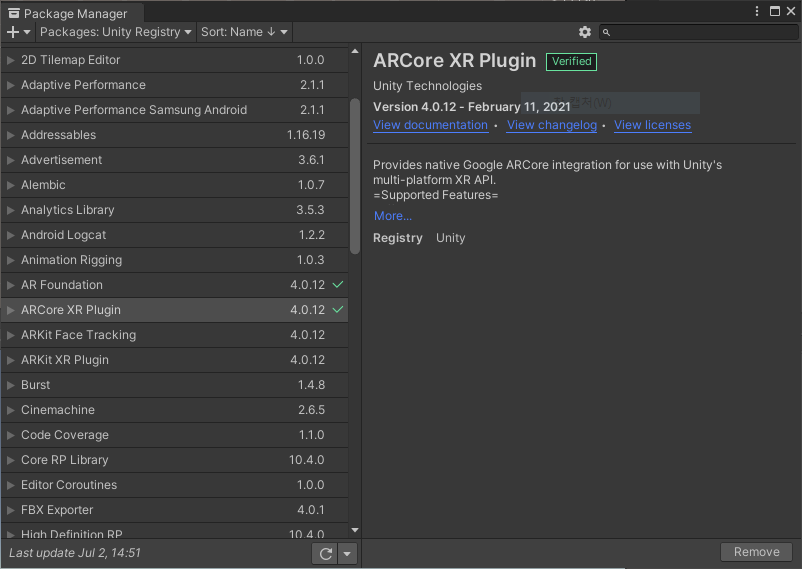 Package Manager
Packages: Unity Registry
Sort: Name ↓
2D Tilemap Editor 1.0.0
Adaptive Performance 2.1.1
Adaptive Performance Samsung Android 2.1.1
Addressables 1.16.19
Advertisement 3.6.1
Alembic 1.0.7
Analytics Library 3.5.3
Android Logcat 1.2.2
Animation Rigging 1.0.3
AR Foundation 4.0.12
ARCore XR Plugin 4.0.12
ARKit Face Tracking 4.0.12
ARKit XR Plugin 4.0.12
Burst 1.4.8
Cinemachine 2.6.5
Code Coverage 1.1.0
Core RP Library 10.4.0
Editor Coroutines 1.0.0
FBX Exporter 4.0.1
High Definition RP 10.4.0
Last update Jul 2, 14:51
ARCore XR Plugin Verified
Unity Technologies
Version 4.0.12 - February 11, 2021
View documentation • View changelog • View licenses
Provides native Google ARCore integration for use with Unity's
multi-platform XR API.
=Supported Features=
More...
Registry Unity
Remove